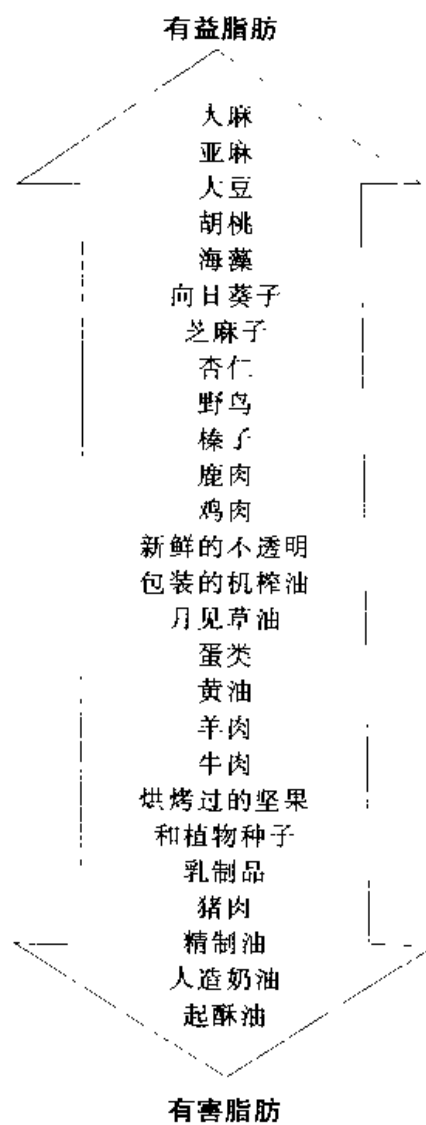 有益脂肪
大麻
亚麻
大豆
胡桃
海藻
向日葵子
芝麻子
杏仁
野鸟
榛子
鹿肉
鸡肉
新鲜的不透明
包装的机榨油
月见草油
蛋类
黄油
羊肉
牛肉
烘烤过的坚果
和植物种子
乳制品
猪肉
精制油
人造奶油
起酥油
有害脂肪